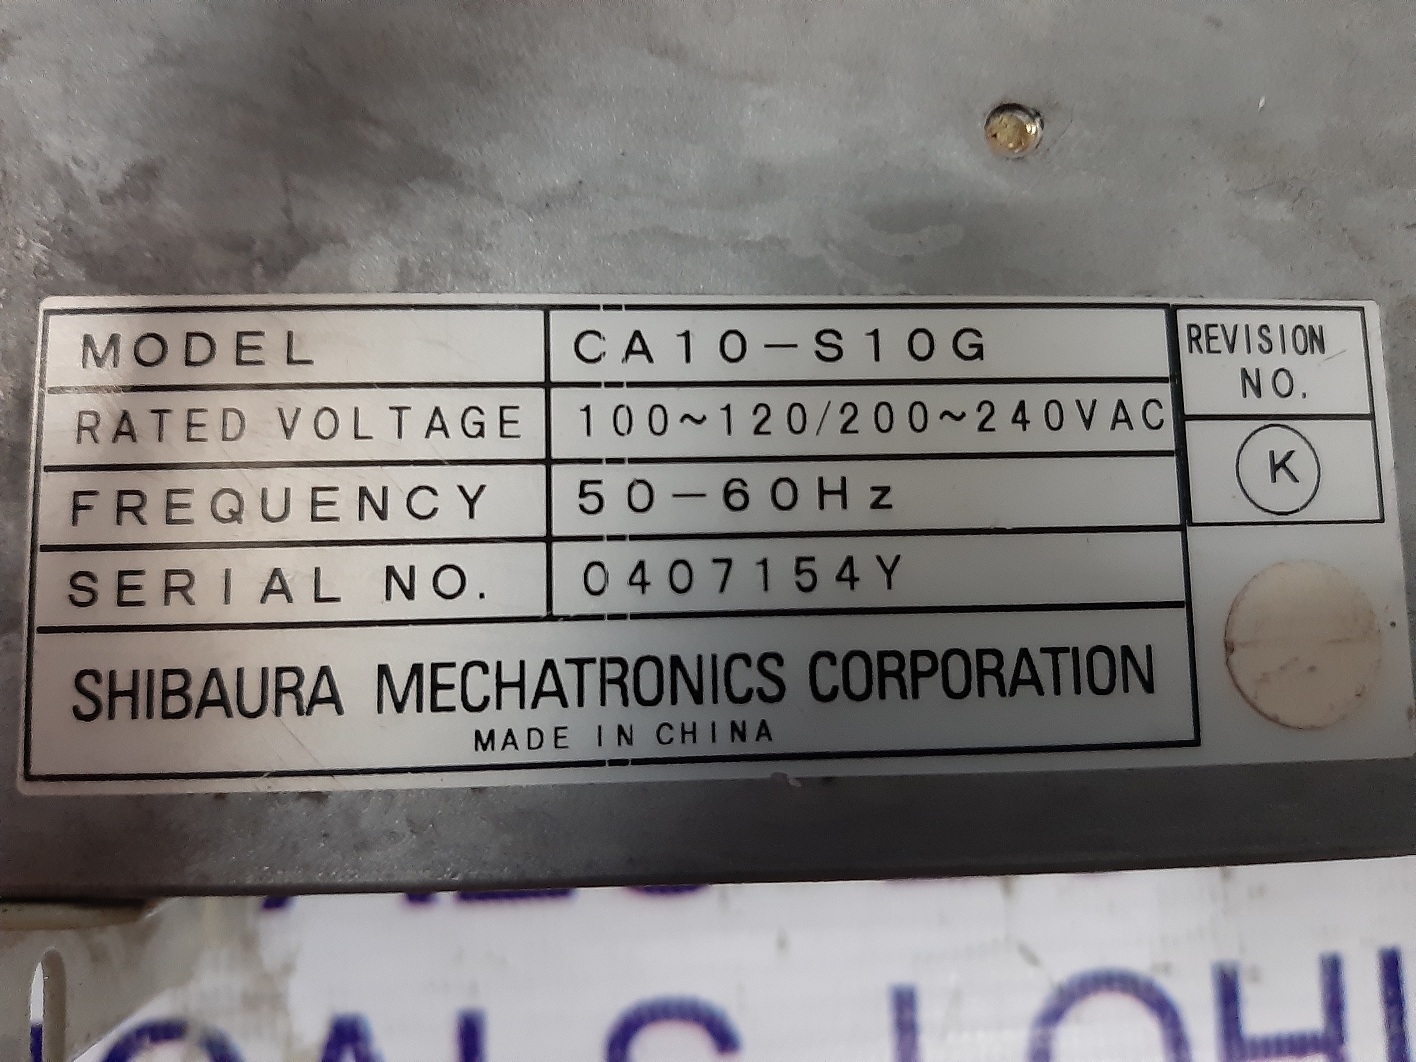 MODEL CA10-S10G
RATED VOLTAGE 100~120/200~240VAC
FREQUENCY 50-60Hz
SERIAL NO. 0407154Y
SHIBAURA MECHATRONICS CORPORATION
MADE IN CHINA
REVISION
NO.
K